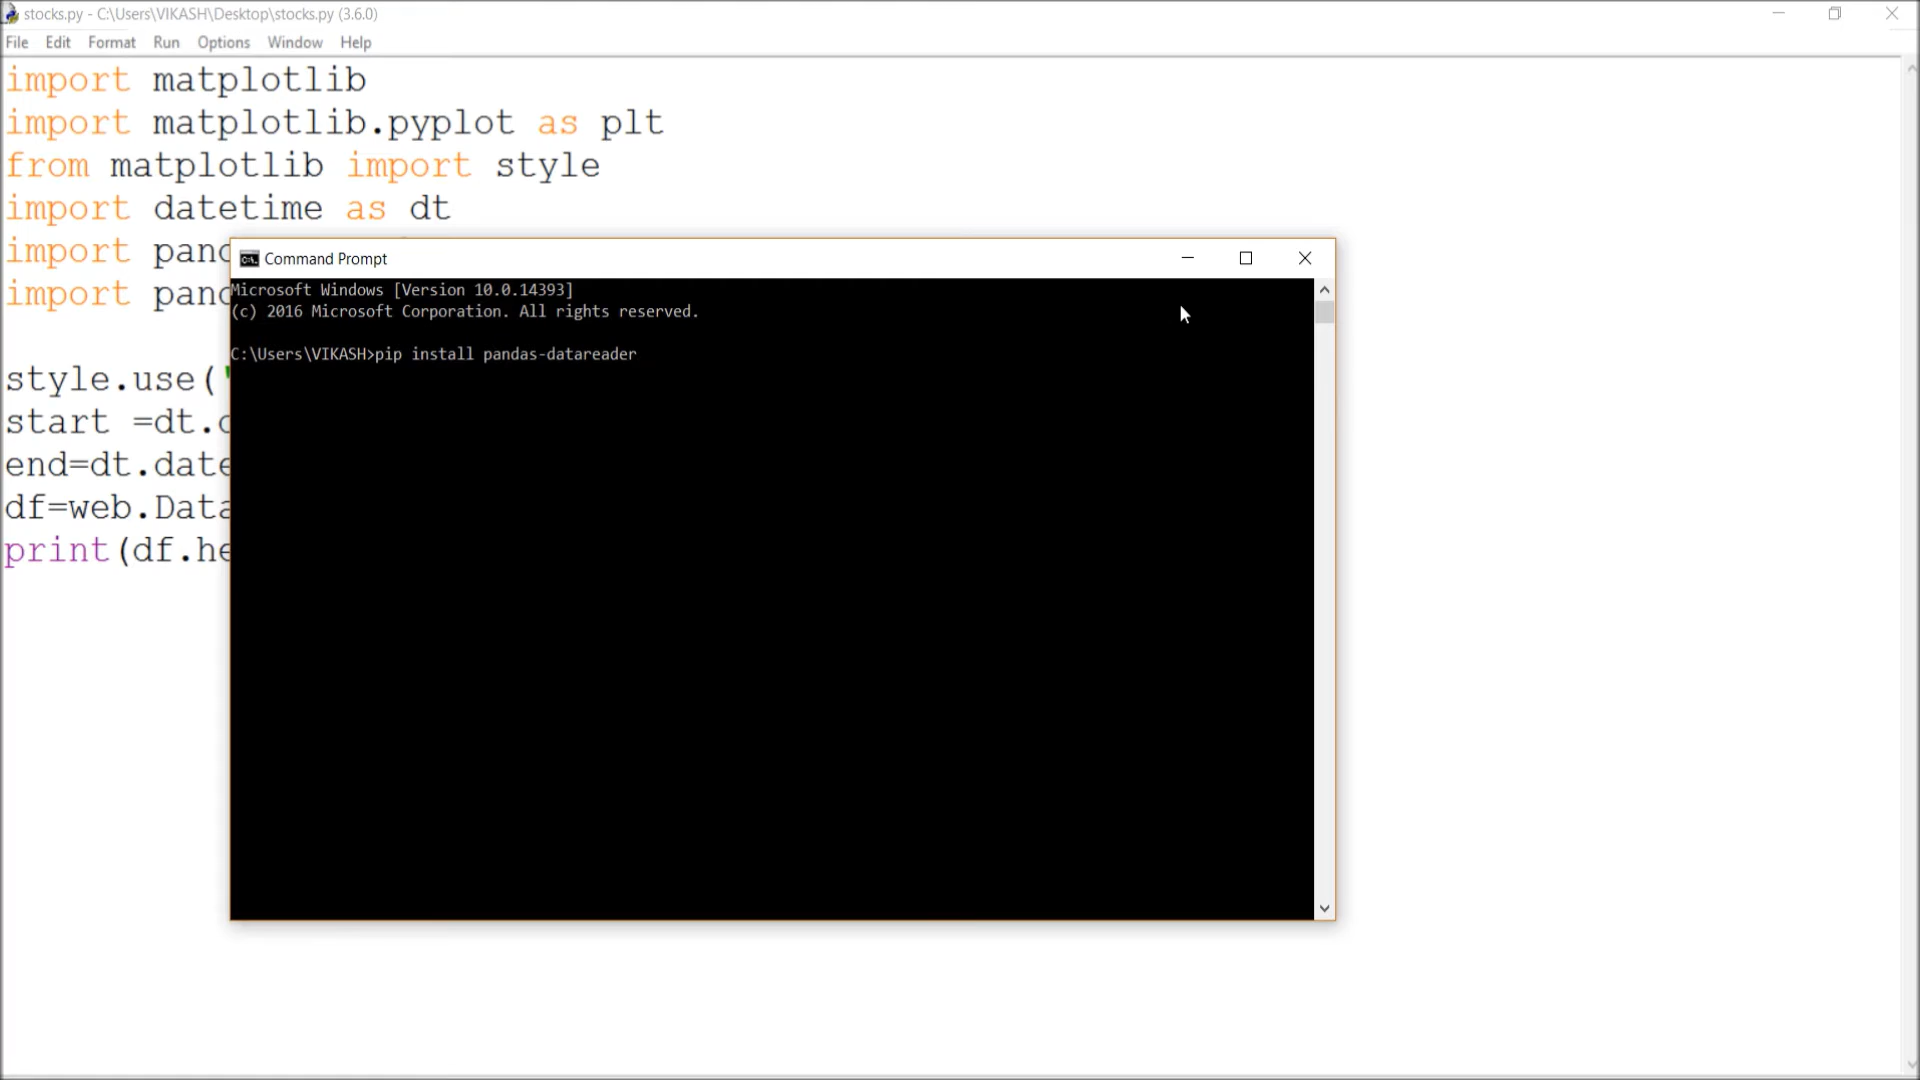 stocks.py - C:\Users\VIKASH\Desktop\stocks.py (3.6.0)
File Edit Format Run Options Window Help
import matplotlib
import matplotlib.pyplot as plt
from matplotlib import style
import datetime as dt
import
import
style.use(
start =dt.
end=dt.date
df=web.Data
print(df.he
Command Prompt
Microsoft Windows [Version 10.0.14393]
(c) 2016 Microsoft Corporation. All rights reserved.
C:\Users\VIKASH>pip install pandas-datareader